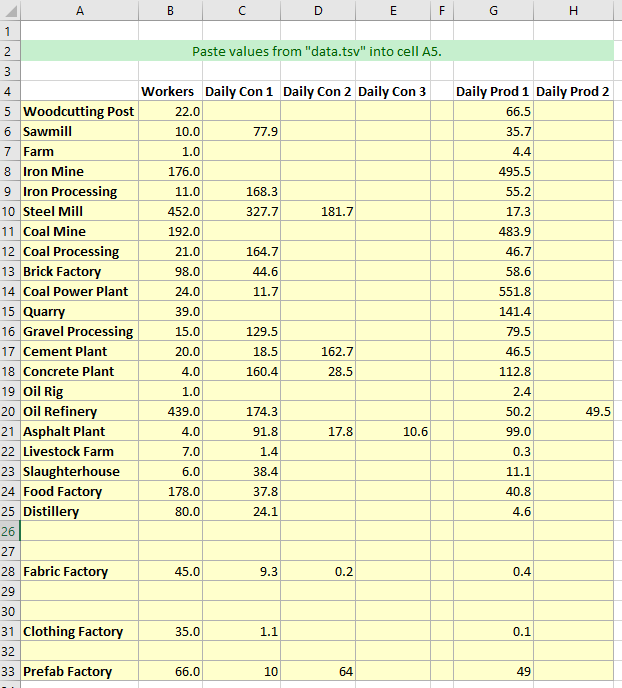 A B C D E F G H
1
2 Paste values from "data.tsv" into cell A5.
3
4 Workers Daily Con 1 Daily Con 2 Daily Con 3 Daily Prod 1 Daily Prod 2
5 Woodcutting Post 22.0 66.5
6 Sawmill 10.0 77.9 35.7
7 Farm 1.0 4.4
8 Iron Mine 176.0 495.5
9 Iron Processing 11.0 168.3 55.2
10 Steel Mill 452.0 327.7 181.7 17.3
11 Coal Mine 192.0 483.9
12 Coal Processing 21.0 164.7 46.7
13 Brick Factory 98.0 44.6 58.6
14 Coal Power Plant 24.0 11.7 551.8
15 Quarry 39.0 141.4
16 Gravel Processing 15.0 129.5 79.5
17 Cement Plant 20.0 18.5 162.7 46.5
18 Concrete Plant 4.0 160.4 28.5 112.8
19 Oil Rig 1.0 2.4
20 Oil Refinery 439.0 174.3 50.2 49.5
21 Asphalt Plant 4.0 91.8 17.8 10.6 99.0
22 Livestock Farm 7.0 1.4 0.3
23 Slaughterhouse 6.0 38.4 11.1
24 Food Factory 178.0 37.8 40.8
25 Distillery 80.0 24.1 4.6
26
27
28 Fabric Factory 45.0 9.3 0.2 0.4
29
30
31 Clothing Factory 35.0 1.1 0.1
32
33 Prefab Factory 66.0 10 64 49